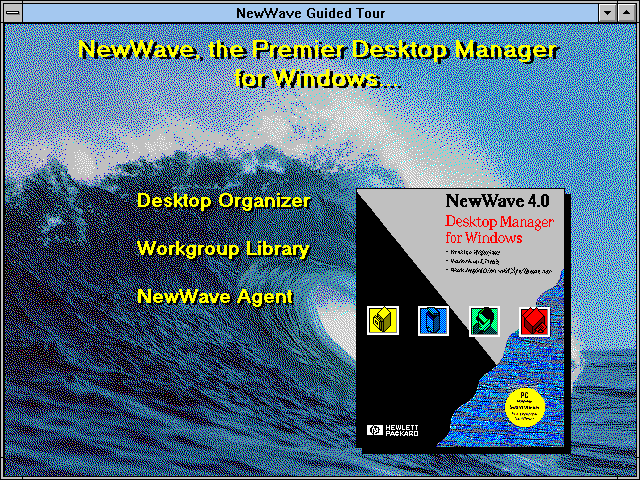 NewWave Guided Tour
NewWave, the Premier Desktop Manager
for Windows...
Desktop Organizer
Workgroup Library
NewWave Agent
NewWave 4.0
Desktop Manager
for Windows
PC
HEWLETT
PACKARD